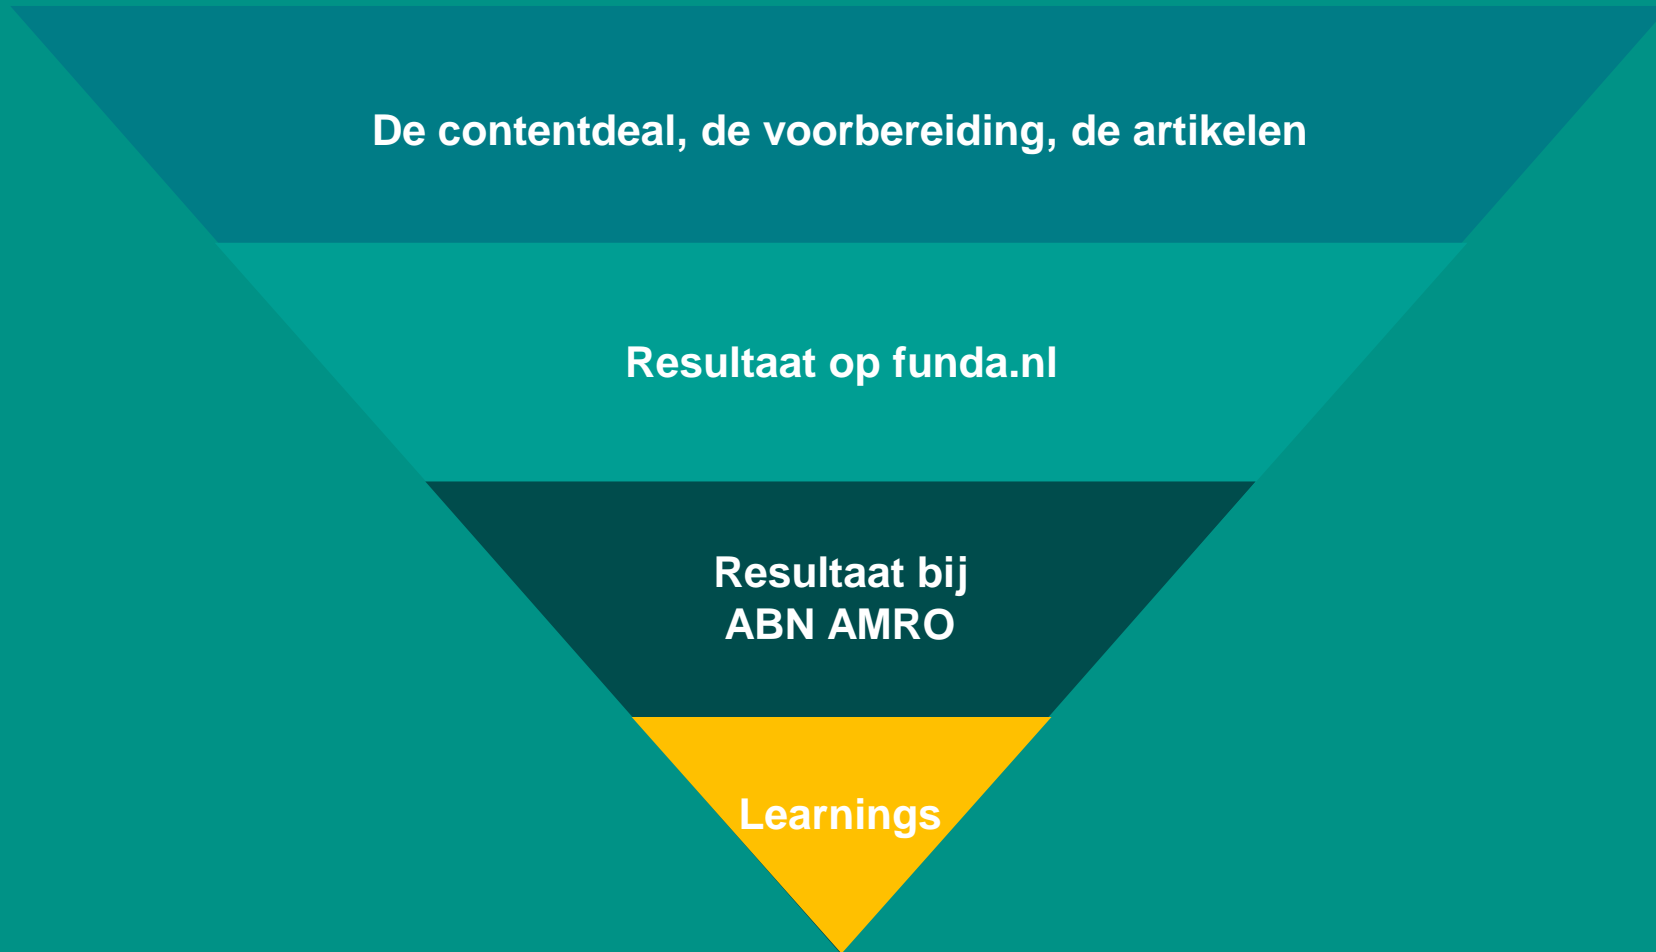 De contentdeal, de voorbereiding, de artikelen
Resultaat op funda.nl
Resultaat bij
ABN AMRO
Learnings